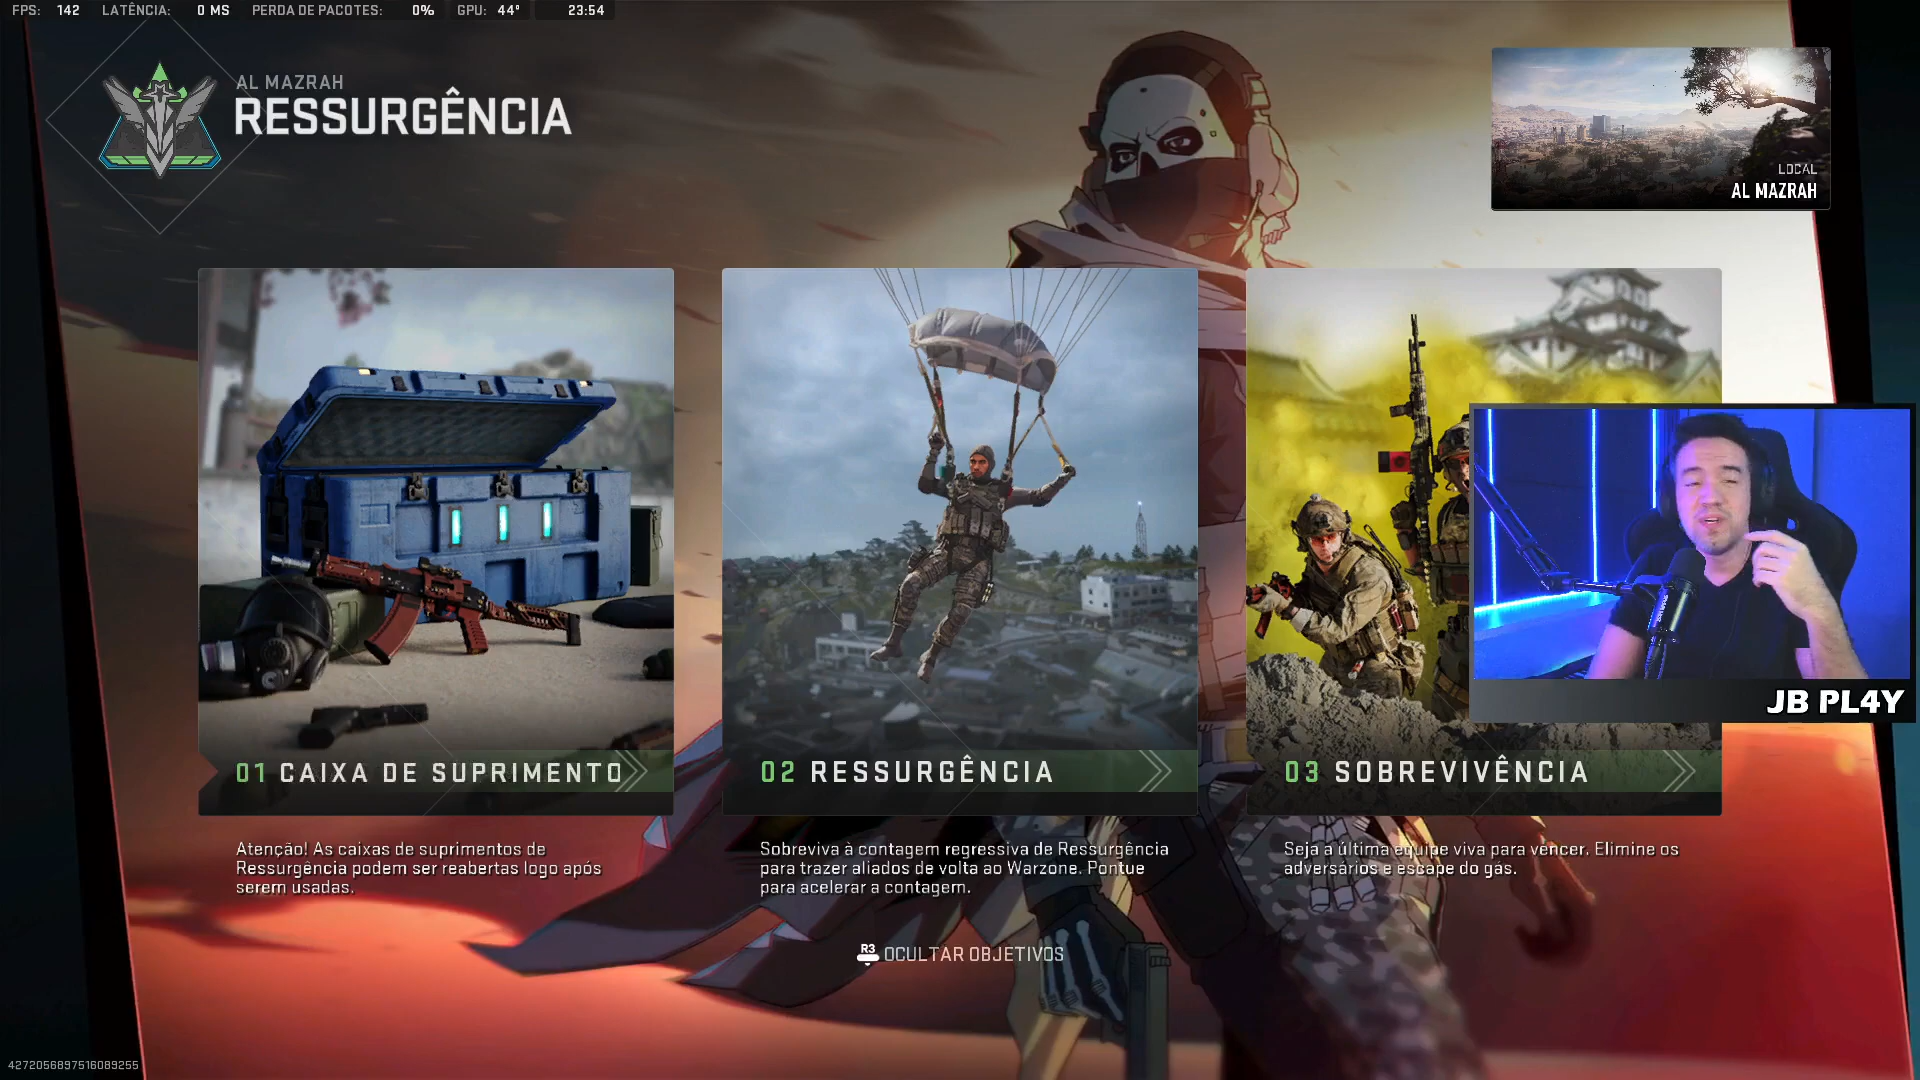 FPS: 142 LATÊNCIA: 0 MS PERDA DE PACOTES: 0% GPU: 44° 23:54
AL MAZRAH
RESSURGÊNCIA
LOCAL
AL MAZRAH
01 CAIXA DE SUPRIMENTO
Atenção! As caixas de suprimentos de
Ressurgência podem ser reabertas logo após
serem usadas.
02 RESSURGÊNCIA
Sobreviva à contagem regressiva de Ressurgência
para trazer aliados de volta ao Warzone. Pontue
para acelerar a contagem.
03 SOBREVIVÊNCIA
Seja a última equipe viva para vencer. Elimine os
adversários e escape do gás.
JB PL4Y
R3 OCULTAR OBJETIVOS
4272056897516089255